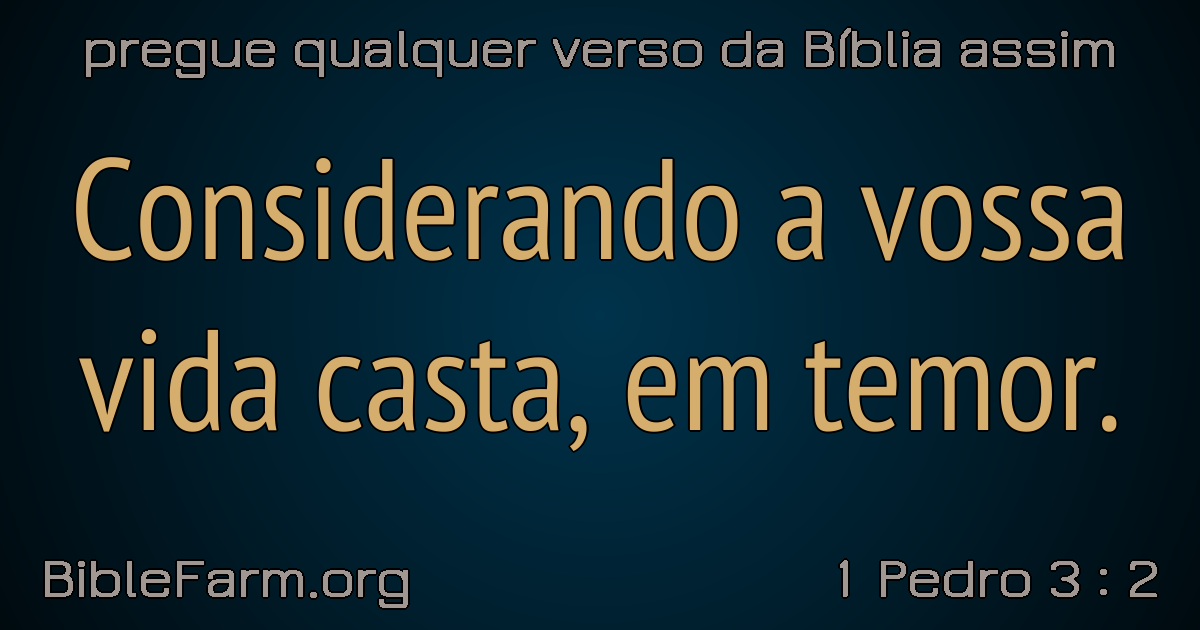 pregue qualquer verso da Bíblia assim
Considerando a vossa
vida casta, em temor.
BibleFarm.org
1 Pedro 3 : 2